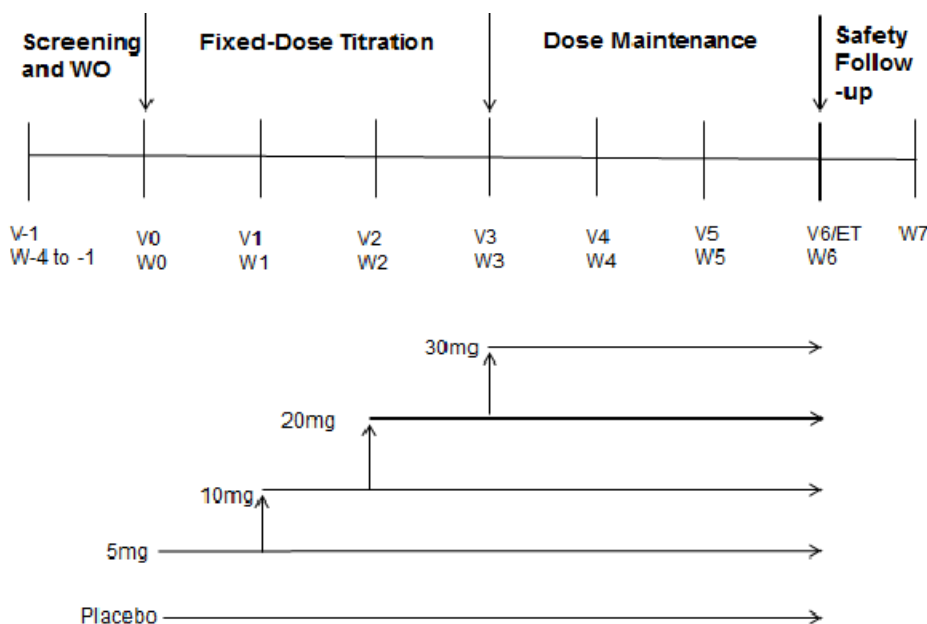 Screening
and WO
Fixed-Dose Titration
Dose Maintenance
Safety
Follow
-up
V-1
W-4 to -1
V0
W0
V1
W1
V2
W2
V3
W3
V4
W4
V5
W5
V6/ET
W6
W7
30mg
20mg
10mg
5mg
Placebo